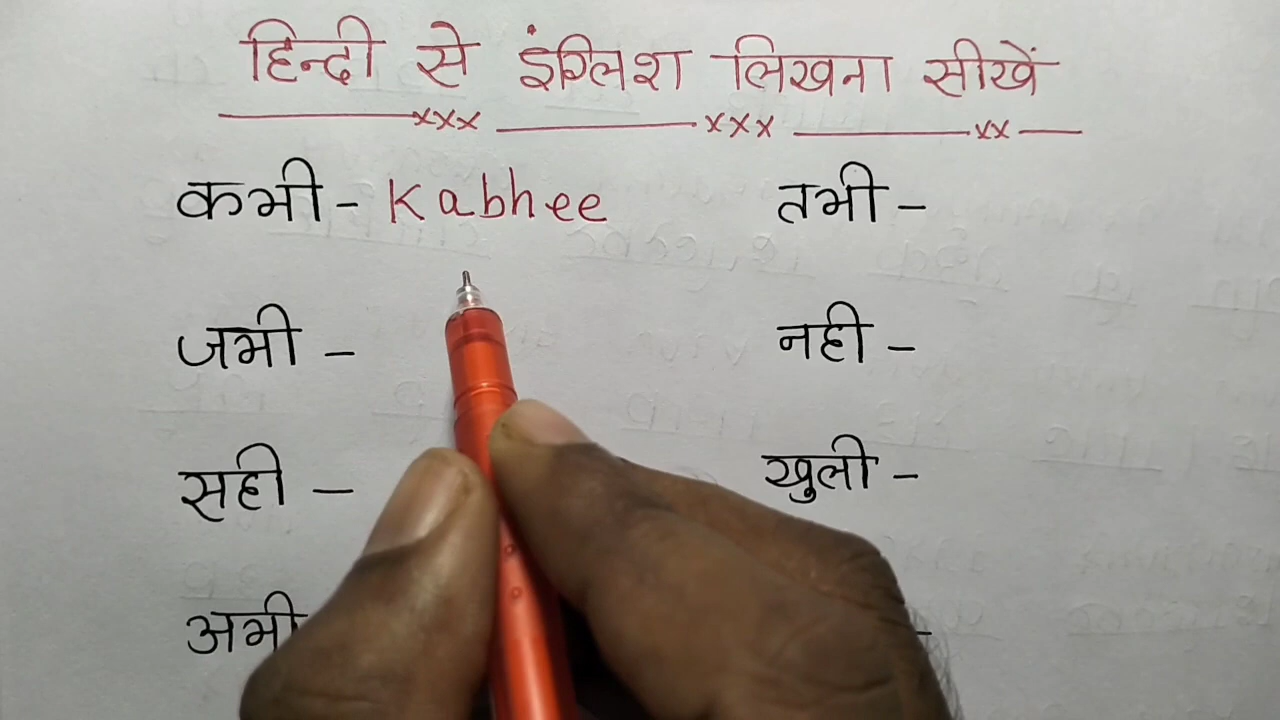 हिन्दी से इंग्लिश लिखना सीखें
कभी - Kabhee तभी -
जभी - नही -
सही - खुली -
अभी -